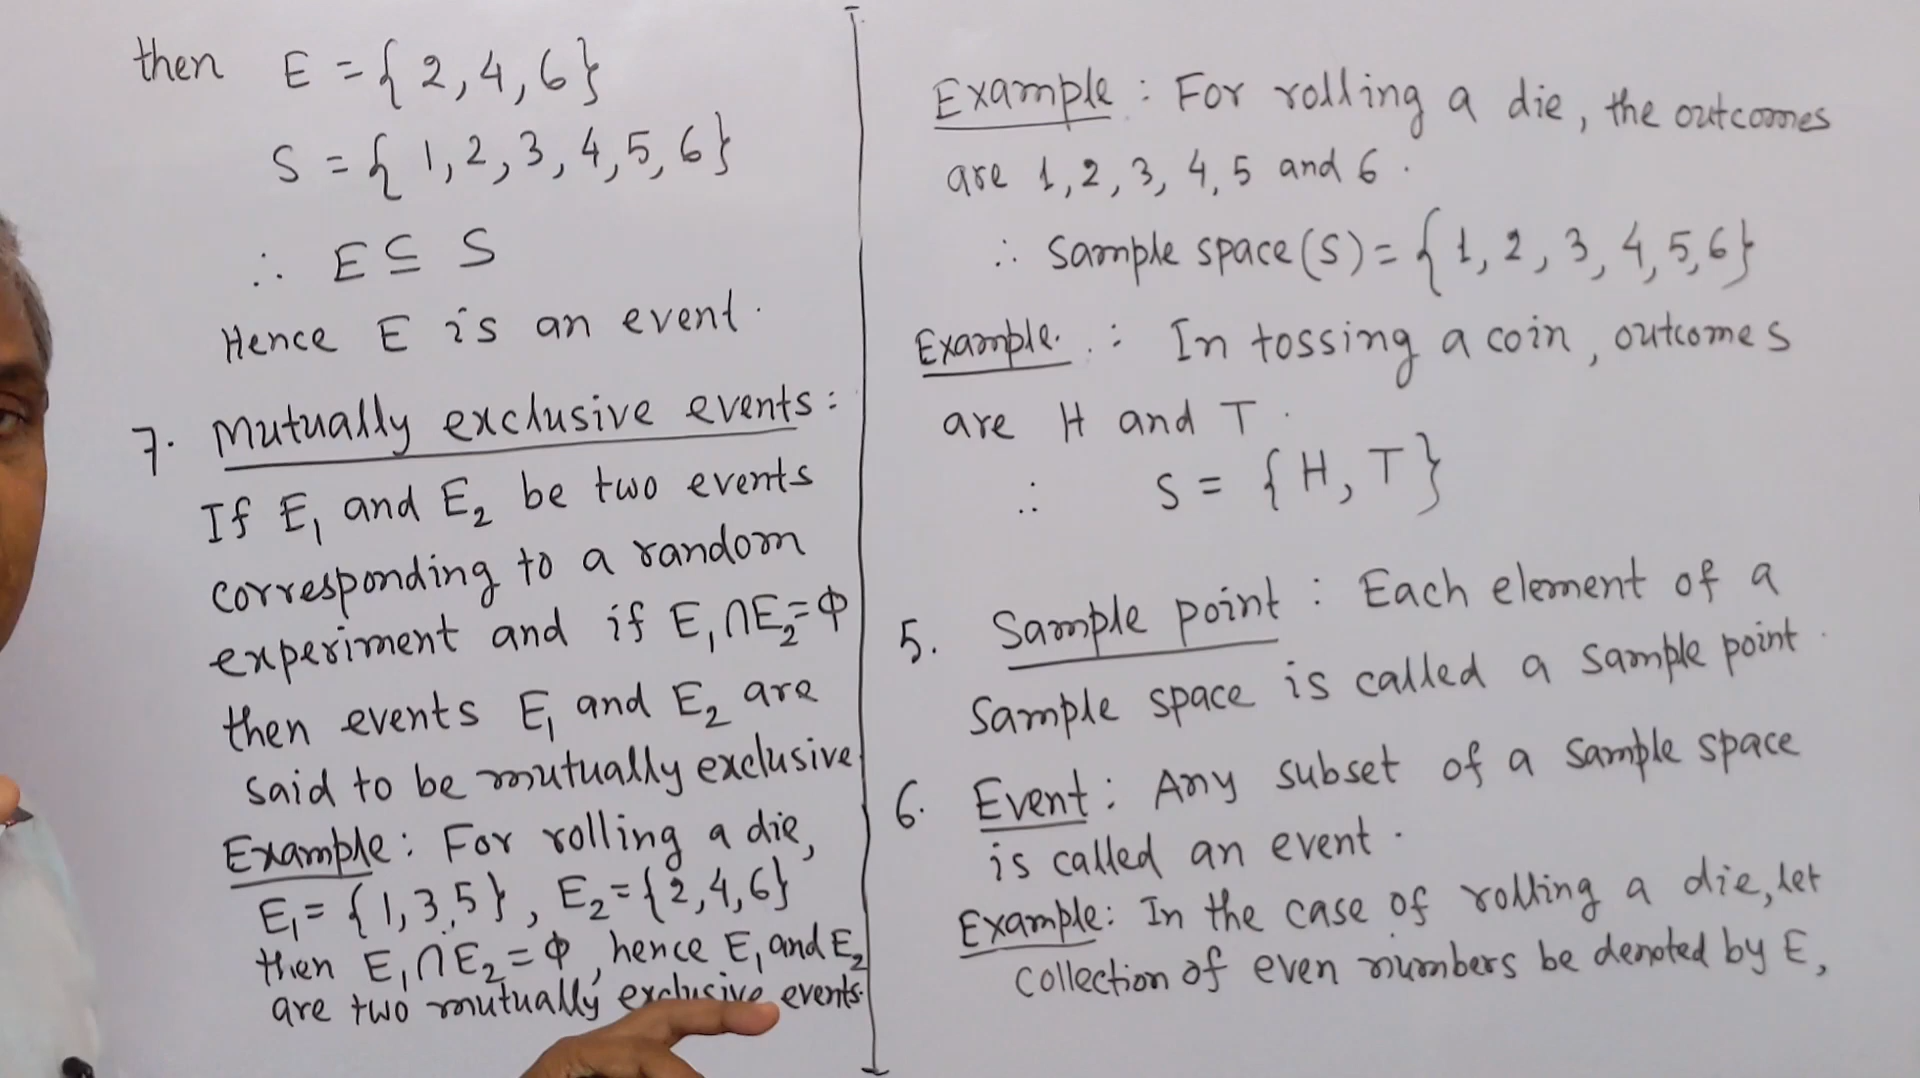 then E = { 2, 4, 6}
S = { 1, 2, 3, 4, 5, 6}
∴ E ⊆ S
Hence E is an event.
7. Mutually exclusive events:
If E₁ and E₂ be two events
corresponding to a random
experiment and if E₁∩E₂=Φ
then events E₁ and E₂ are
said to be mutually exclusive
Example: For rolling a die,
E₁= {1,3,5}, E₂={2,4,6}
then E₁∩E₂=Φ, hence E₁ and E₂
are two mutually exclusive events.
Example : For rolling a die, the outcomes
are 1, 2, 3, 4, 5 and 6.
∴ Sample space (S) = { 1, 2, 3, 4, 5, 6}
Example. : In tossing a coin, outcomes
are H and T.
∴ S = { H, T}
5. Sample point : Each element of a
Sample space is called a sample point.
6. Event : Any subset of a sample space
is called an event.
Example: In the case of rolling a die, let
collection of even numbers be denoted by E,